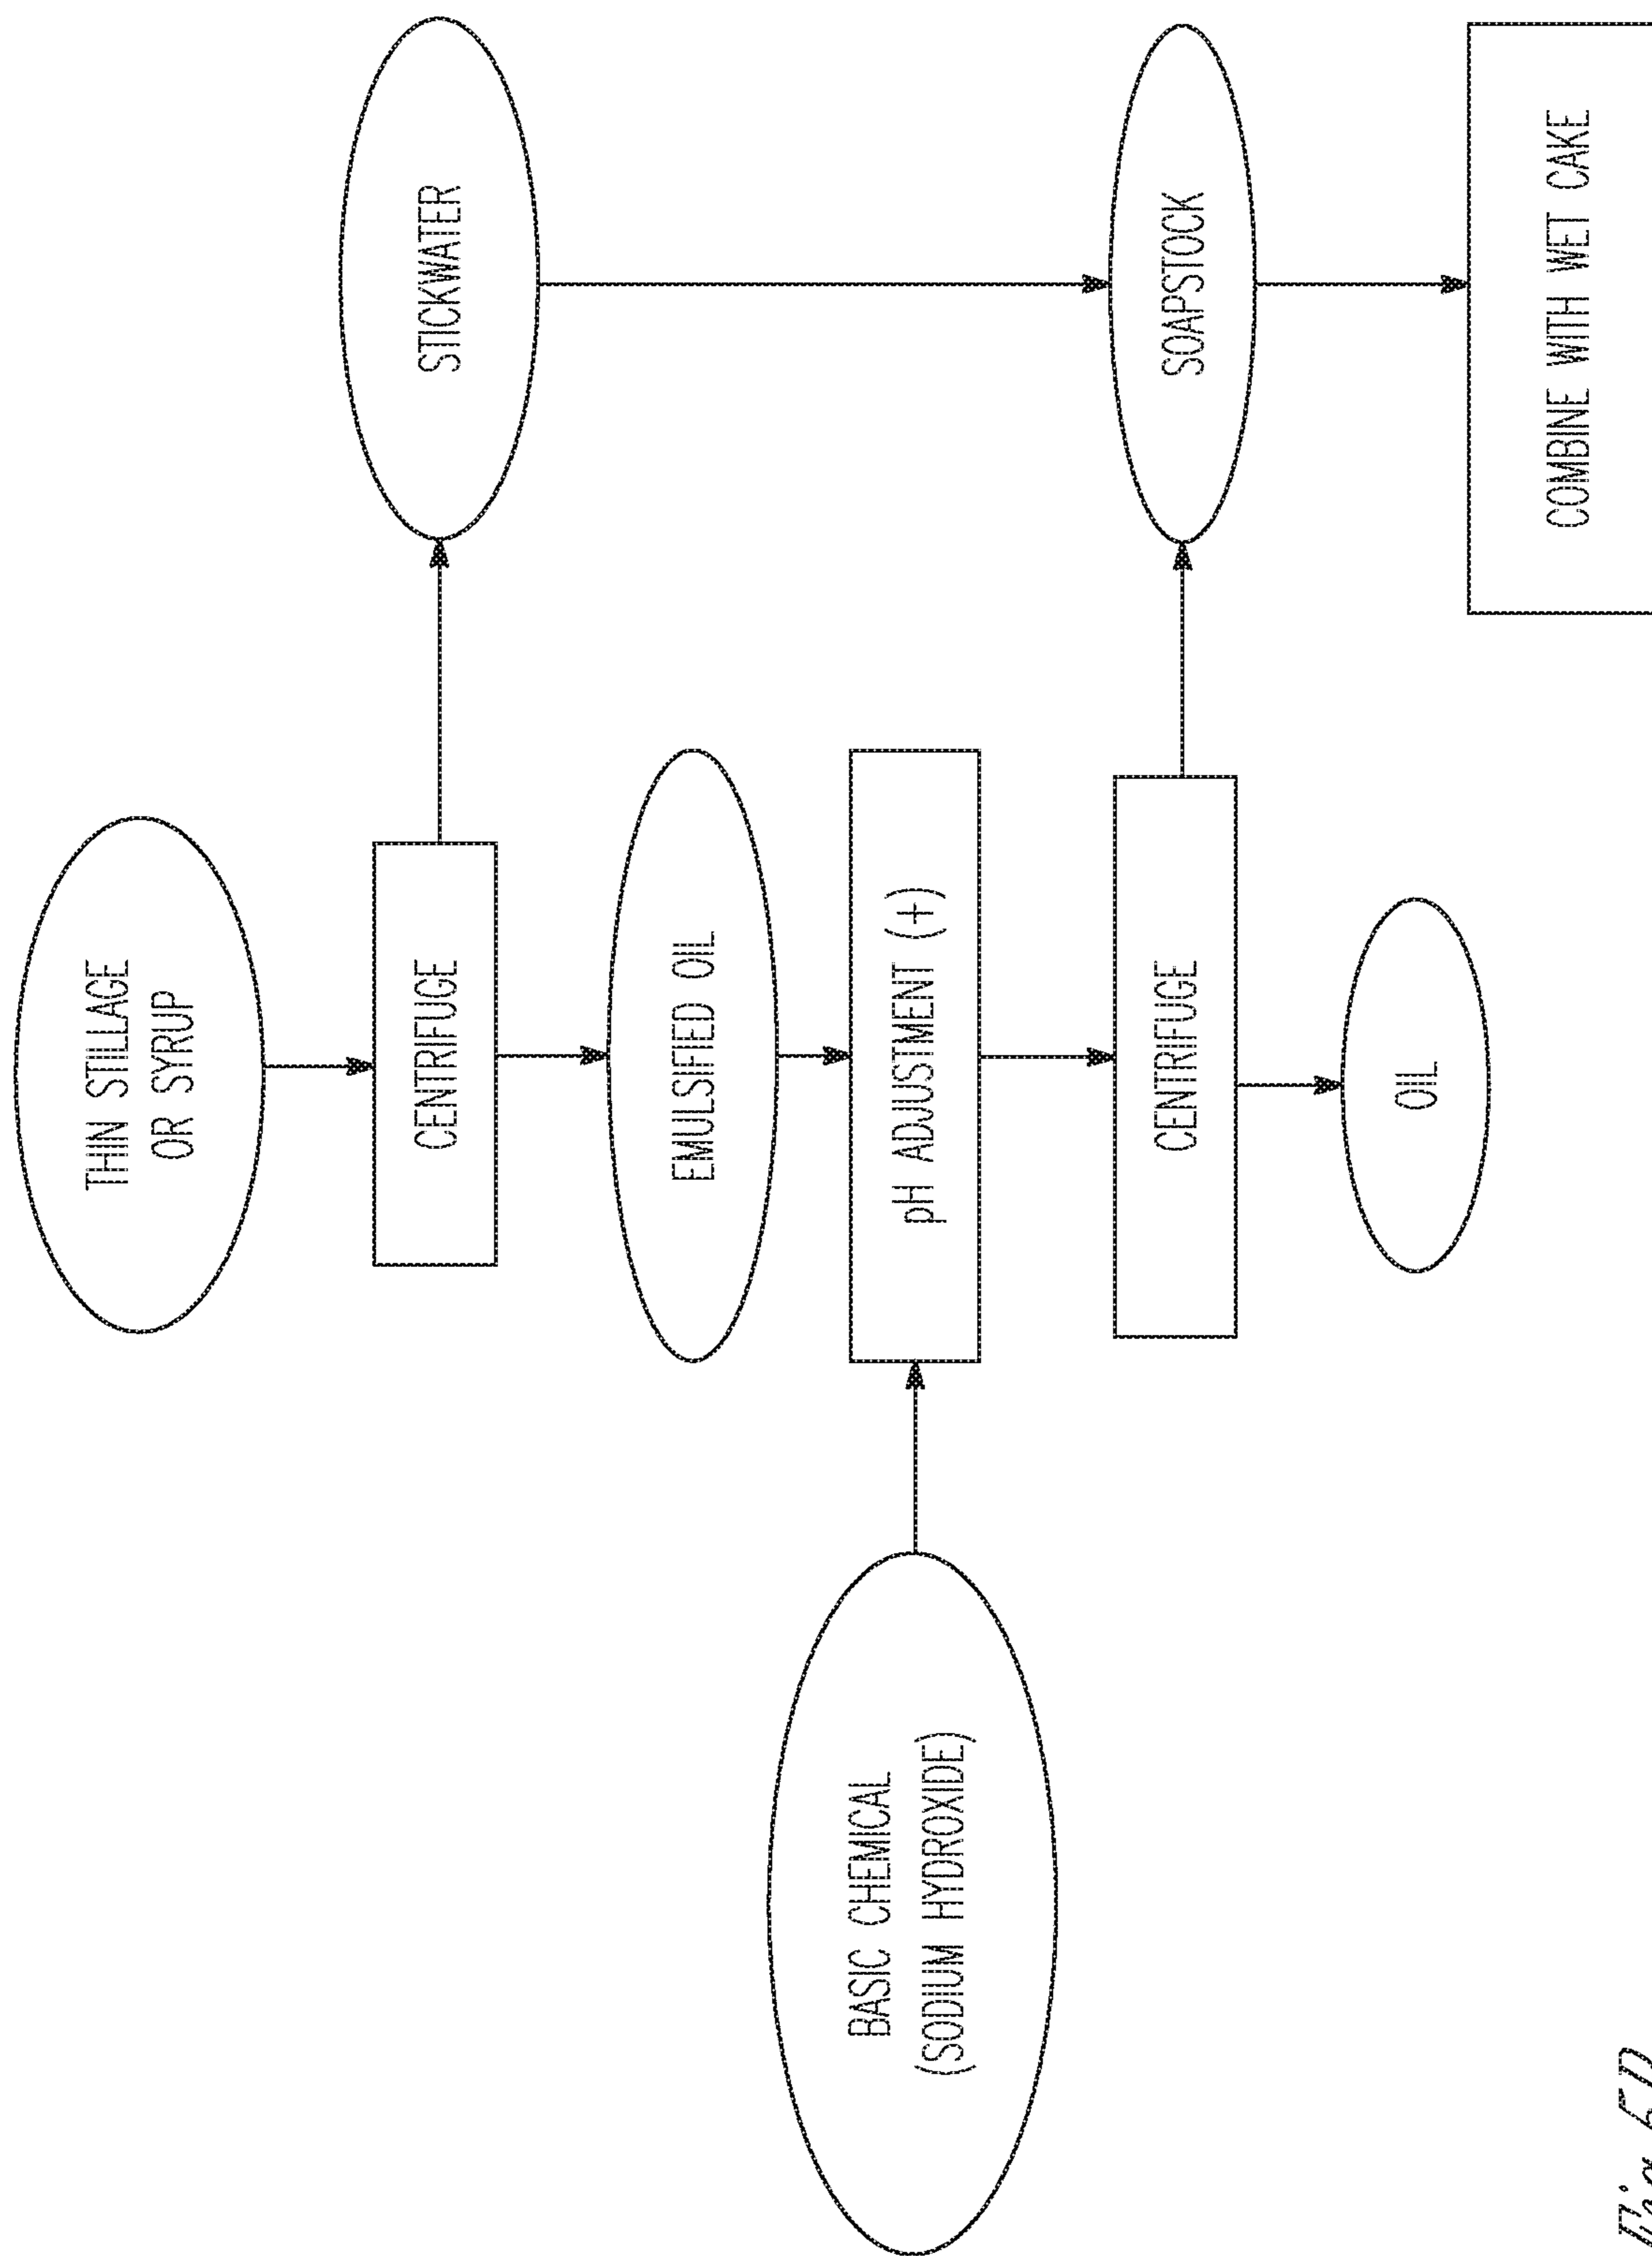 THIN STILLAGE
OR SYRUP
CENTRIFUGE
STICKWATER
EMULSIFIED OIL
BASIC CHEMICAL
(SODIUM HYDROXIDE)
pH ADJUSTMENT (+)
CENTRIFUGE
SOAPSTOCK
OIL
COMBINE WITH WET CAKE